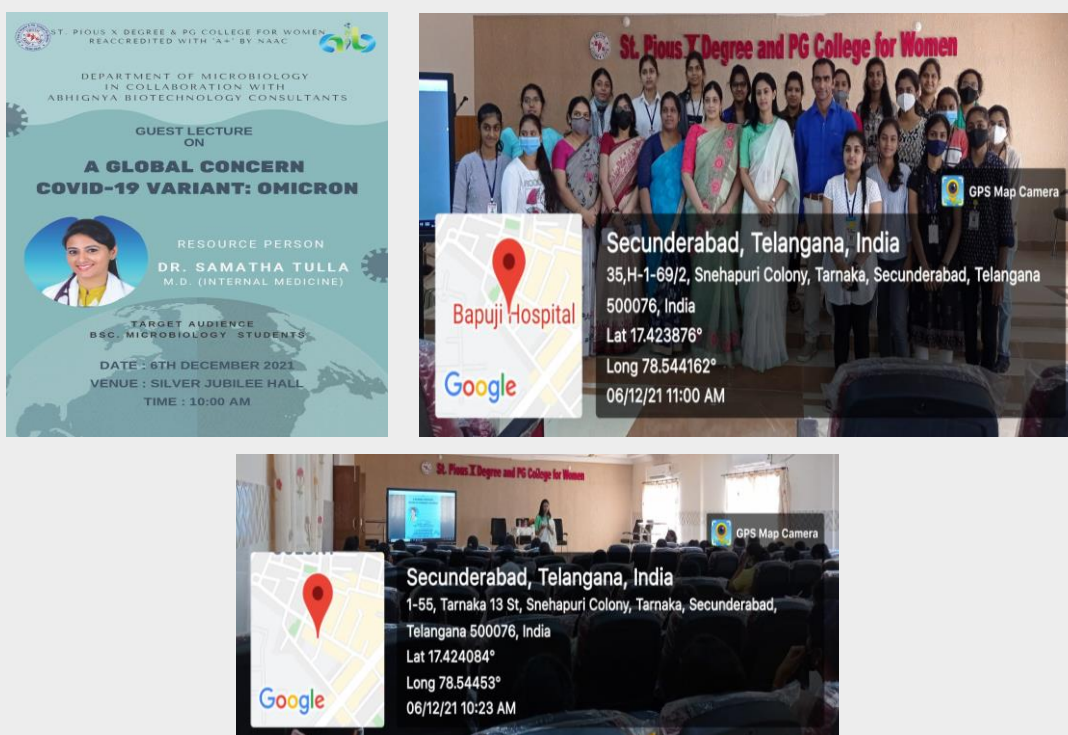 ST. PIOUS X DEGREE & PG COLLEGE FOR WOMEN
REACCREDITED WITH 'A+' BY NAAC
DEPARTMENT OF MICROBIOLOGY
IN COLLABORATION WITH
ABHIGNYA BIOTECHNOLOGY CONSULTANTS
GUEST LECTURE
ON
A GLOBAL CONCERN
COVID-19 VARIANT: OMICRON
RESOURCE PERSON
DR. SAMATHA TULLA
M.D. (INTERNAL MEDICINE)
TARGET AUDIENCE
BSC. MICROBIOLOGY STUDENTS
DATE : 6TH DECEMBER 2021
VENUE : SILVER JUBILEE HALL
TIME : 10:00 AM
St. Pious X Degree and PG College for Women
GPS Map Camera
Bapuji Hospital
Google
Secunderabad, Telangana, India
35,H-1-69/2, Snehapuri Colony, Tarnaka, Secunderabad, Telangana
500076, India
Lat 17.423876°
Long 78.544162°
06/12/21 11:00 AM
St. Pious X Degree and PG College for Women
GPS Map Camera
Google
Secunderabad, Telangana, India
1-55, Tarnaka 13 St, Snehapuri Colony, Tarnaka, Secunderabad,
Telangana 500076, India
Lat 17.424084°
Long 78.54453°
06/12/21 10:23 AM